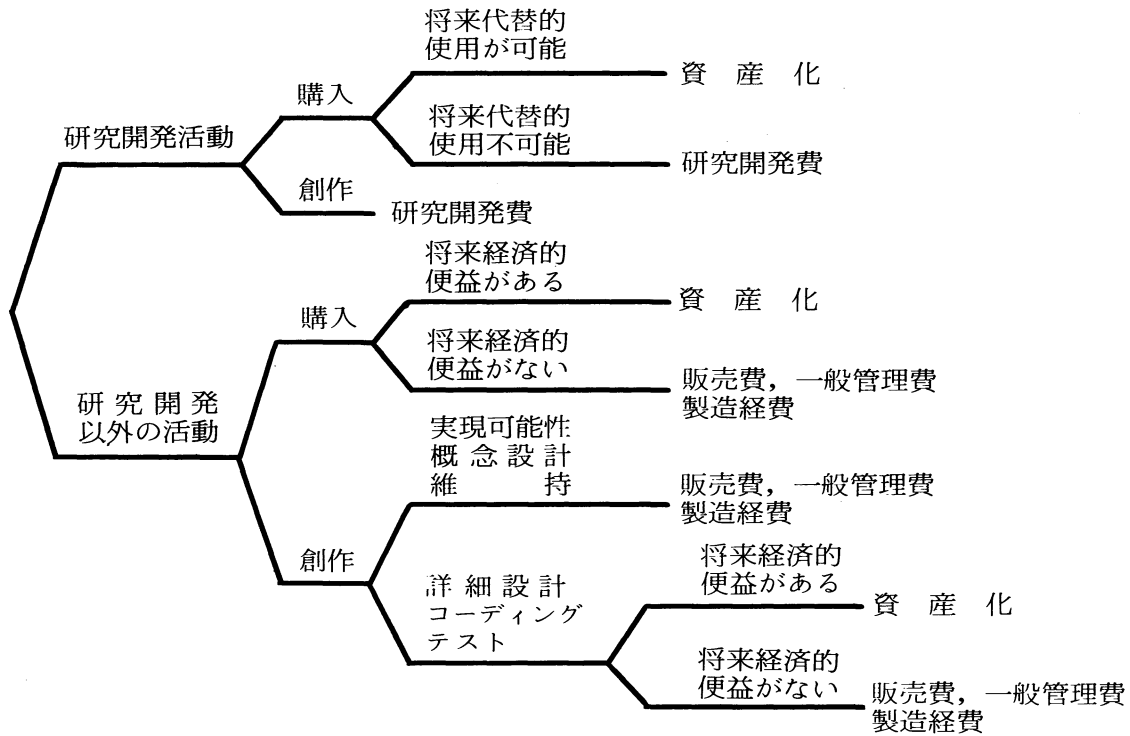 将来代替的
使用が可能
資産化
購入
将来代替的
使用不可能
研究開発活動
研究開発費
創作
研究開発費
将来経済的
便益がある
資産化
購入
将来経済的
便益がない
販売費，一般管理費
製造経費
研究開発
以外の活動
実現可能性
概念設計
維持
販売費，一般管理費
製造経費
創作
将来経済的
便益がある
資産化
詳細設計
コーディング
テスト
将来経済的
便益がない
販売費，一般管理費
製造経費